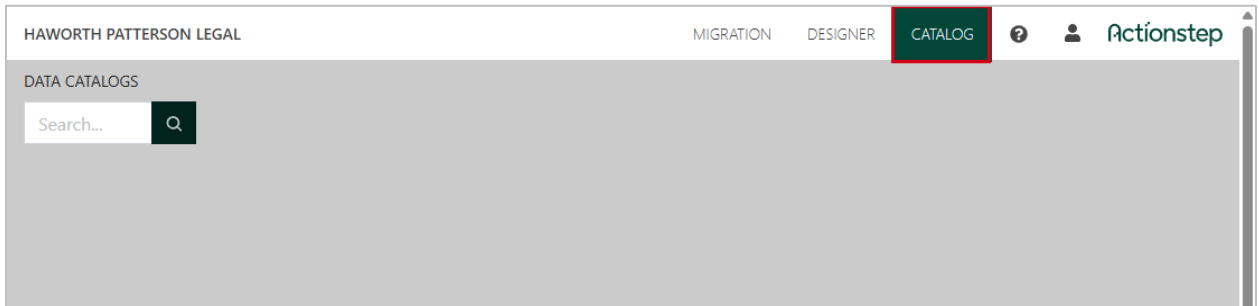 HAWORTH PATTERSON LEGAL MIGRATION DESIGNER CATALOG Actionstep
DATA CATALOGS
Search...